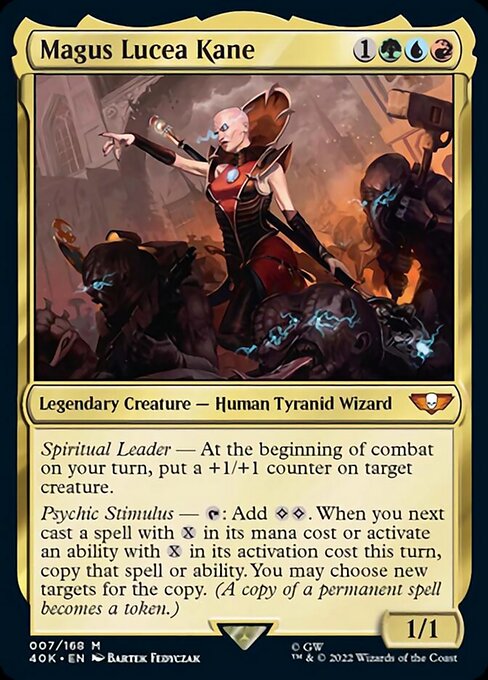 Magus Lucea Kane 1
Legendary Creature — Human Tyranid Wizard
Spiritual Leader — At the beginning of combat
on your turn, put a +1/+1 counter on target
creature.
Psychic Stimulus — : Add . When you next
cast a spell with X in its mana cost or activate
an ability with X in its activation cost this turn,
copy that spell or ability. You may choose new
targets for the copy. (A copy of a permanent spell
becomes a token.)
1/1
007/168 M
40K • EN Bartek Fedyczak
© GW
™ & © 2022 Wizards of the Coast